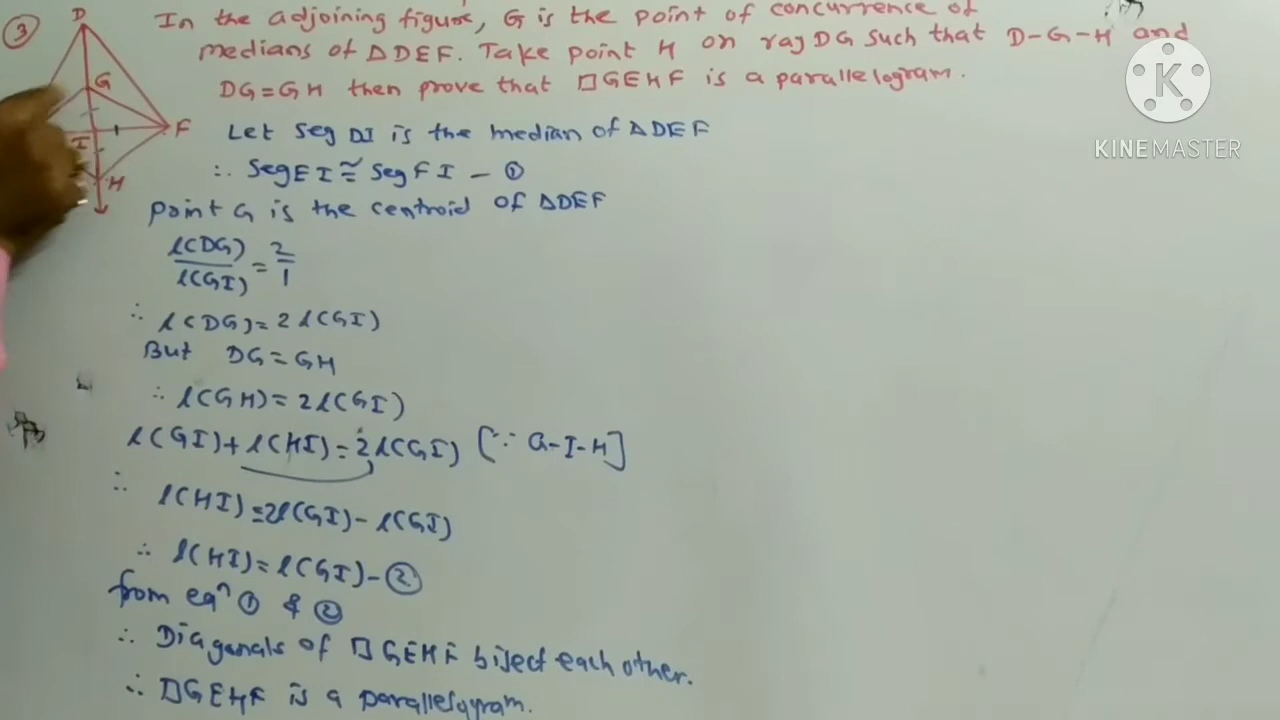 ③ In the adjoining figure, G is the point of concurrence of
medians of △DEF. Take point H on ray DG such that D-G-H and
DG=GH then prove that □GEHF is a parallelogram.
D
G
F
I
H
Let seg DI is the median of △DEF
∴ seg EI ≅ seg FI — ①
point G is the centroid of △DEF
l(DG)/l(GI) = 2/1
∴ l(DG)=2l(GI)
But DG=GH
∴ l(GH)=2l(GI)
l(GI)+l(HI)=2l(GI) [∵ G-I-H]
∴ l(HI)=2l(GI)-l(GI)
∴ l(HI)=l(GI)-②
from eqⁿ ① & ②
∴ Diagonals of □GEHF bisect each other.
∴ □GEHF is a parallelogram.
K
KINEMASTER